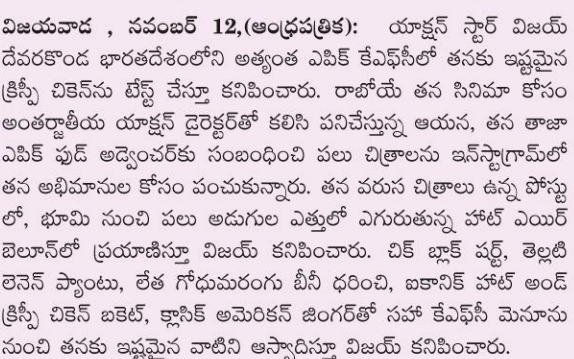 విజయవాడ , నవంబర్ 12,(ఆంధ్రపత్రిక): యాక్షన్ స్టార్ విజయ్
దేవరకొండ భారతదేశంలోని అత్యంత ఎపిక్ కేఎఫ్‌సీలో తనకు ఇష్టమైన
క్రిస్పీ చికెన్‌ను టేస్ట్ చేస్తూ కనిపించారు. రాబోయే తన సినిమా కోసం
అంతర్జాతీయ యాక్షన్ డైరెక్టర్‌తో కలిసి పనిచేస్తున్న ఆయన, తన తాజా
ఎపిక్ ఫుడ్ అడ్వెంచర్‌కు సంబంధించి పలు చిత్రాలను ఇన్‌స్టాగ్రామ్‌లో
తన అభిమానుల కోసం పంచుకున్నారు. తన వరుస చిత్రాలు ఉన్న పోస్టు
లో, భూమి నుంచి పలు అడుగుల ఎత్తులో ఎగురుతున్న హాట్ ఎయిర్
బెలూన్‌లో ప్రయాణిస్తూ విజయ్ కనిపించారు. చిక్ బ్లాక్ షర్ట్, తెల్లటి
లెనెన్ ప్యాంటు, లేత గోధుమరంగు బీనీ ధరించి, ఐకానిక్ హాట్ అండ్
క్రిస్పీ చికెన్ బకెట్, క్లాసిక్ అమెరికన్ జింగర్‌తో సహా కేఎఫ్‌సీ మెనూను
నుంచి తనకు ఇష్టమైన వాటిని ఆస్వాదిస్తూ విజయ్ కనిపించారు.